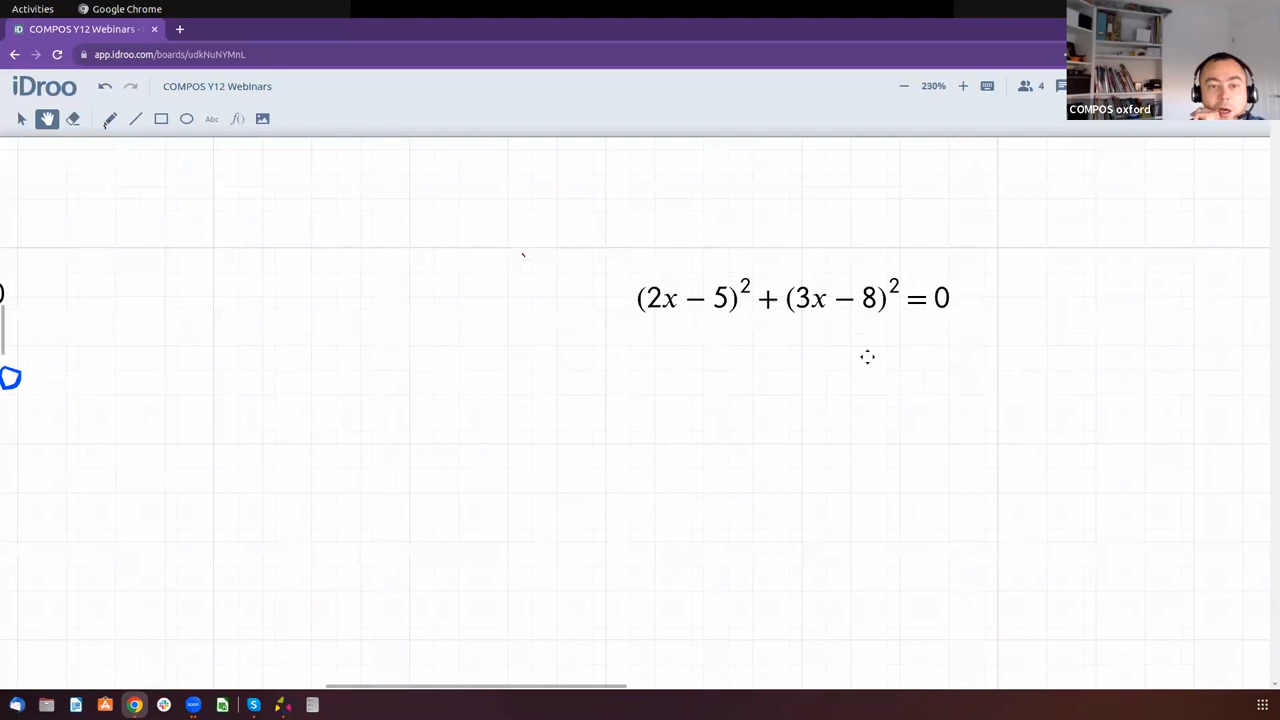 Activities
Google Chrome
COMPOS Y12 Webinars -
app.idroo.com/boards/udkNuNYMnL
iDroo
COMPOS Y12 Webinars
230%
4
Abc
f()
COMPOS oxford
(2x − 5)² + (3x − 8)² = 0
zoom